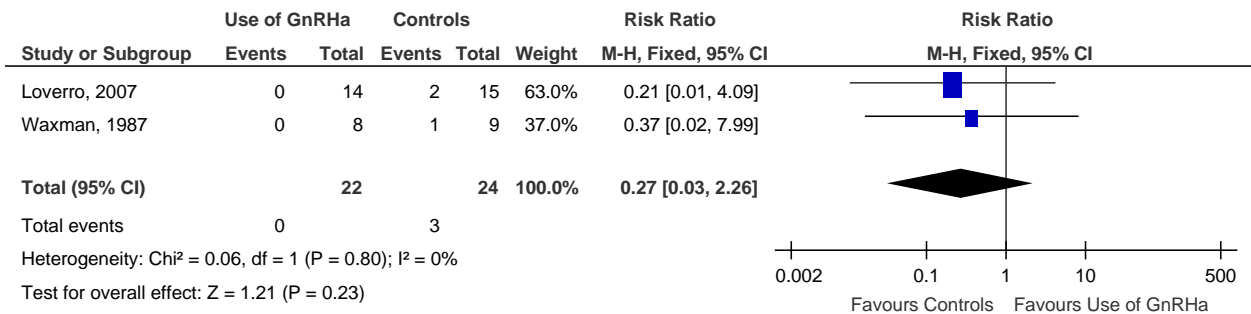 Use of GnRHa Controls Risk Ratio Risk Ratio
Study or Subgroup Events Total Events Total Weight M-H, Fixed, 95% CI M-H, Fixed, 95% CI
Loverro, 2007 0 14 2 15 63.0% 0.21 [0.01, 4.09]
Waxman, 1987 0 8 1 9 37.0% 0.37 [0.02, 7.99]
Total (95% CI) 22 24 100.0% 0.27 [0.03, 2.26]
Total events 0 3
Heterogeneity: Chi² = 0.06, df = 1 (P = 0.80); I² = 0%
Test for overall effect: Z = 1.21 (P = 0.23)
0.002 0.1 1 10 500
Favours Controls Favours Use of GnRHa